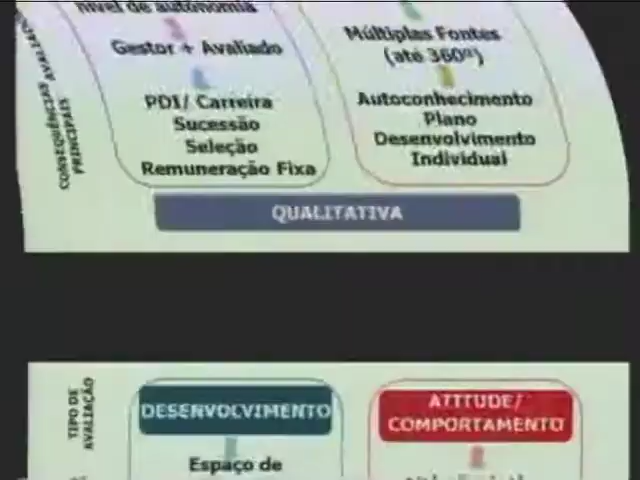 nível de autonomia
Gestor + Avaliado
PDI/ Carreira
Sucessão
Seleção
Remuneração Fixa
Múltiplas Fontes
(até 360º)
Autoconhecimento
Plano
Desenvolvimento
Individual
CONSEQUÊNCIAS
PRINCIPAIS
QUALITATIVA
TIPO DE
AVALIAÇÃO
DESENVOLVIMENTO
Espaço de
ATITUDE/
COMPORTAMENTO